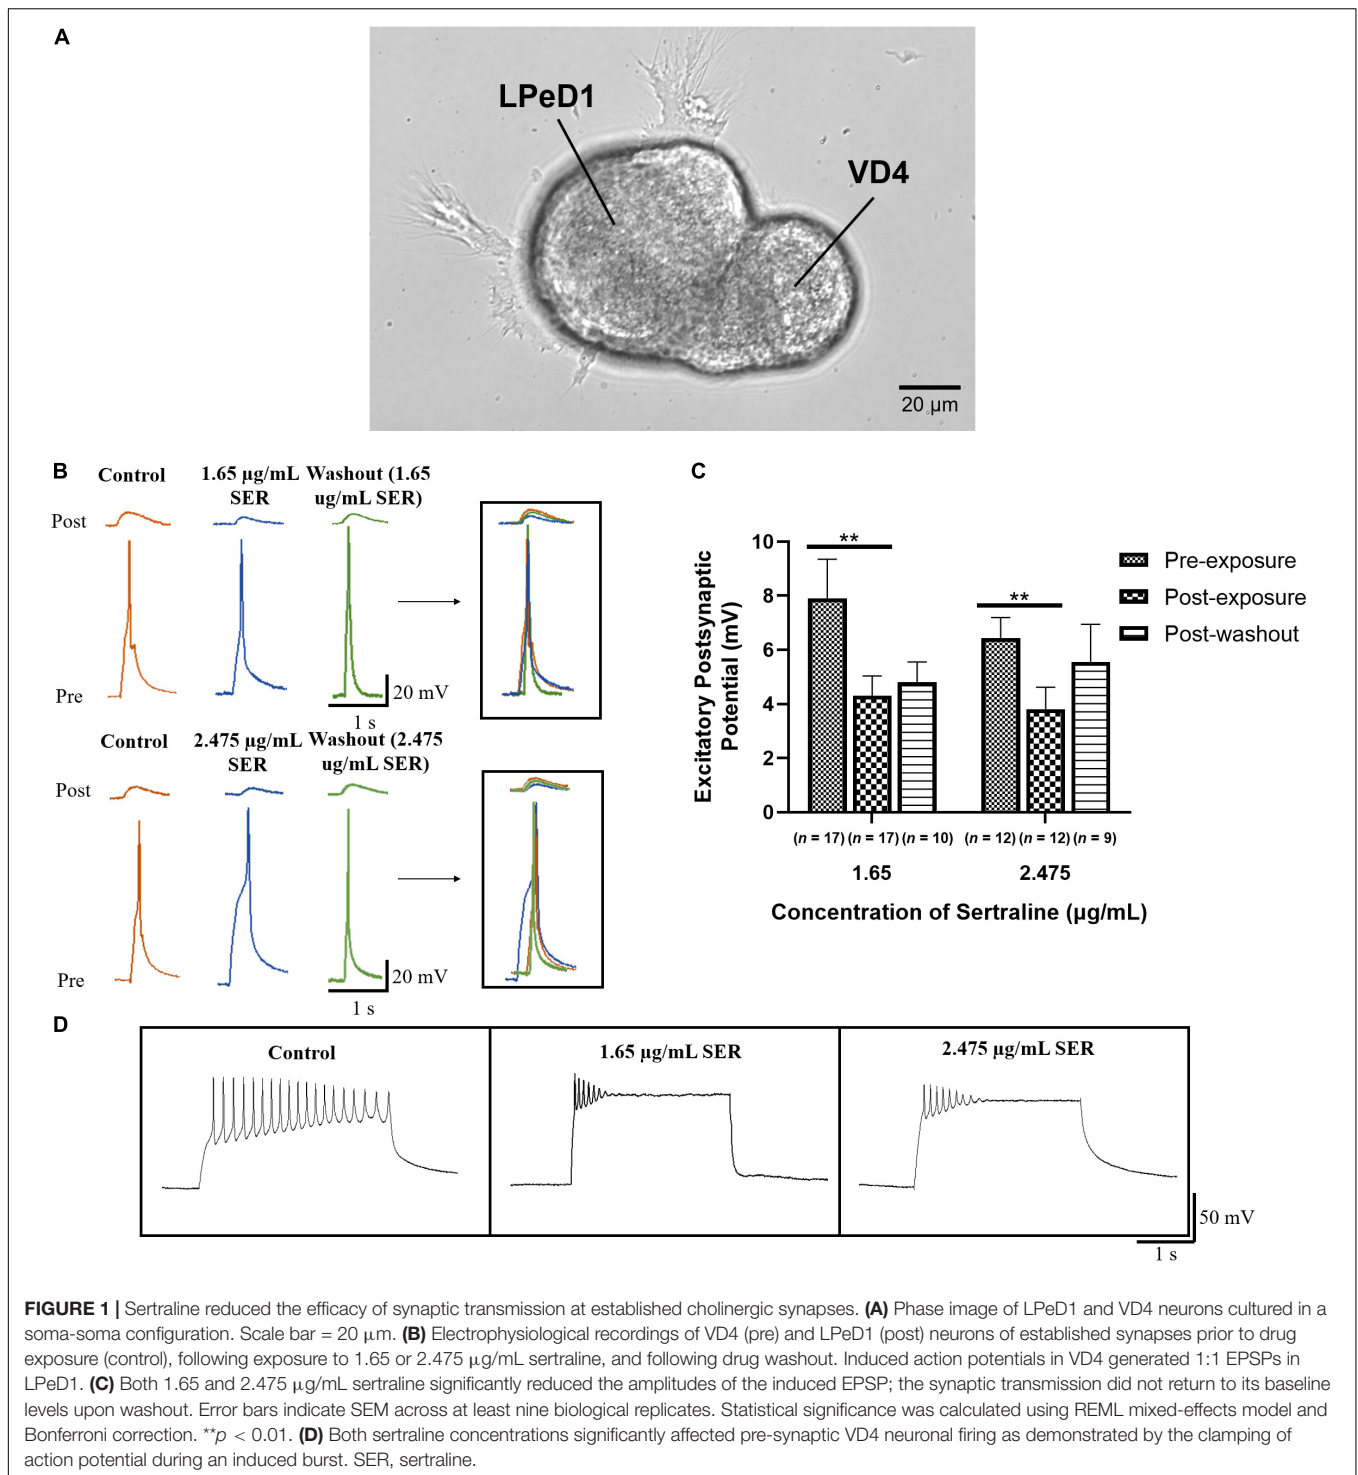 A
LPeD1
VD4
20 µm
B
Control
1.65 µg/mL SER
Washout (1.65 ug/mL SER)
Post
Pre
20 mV
1 s
Control
2.475 µg/mL SER
Washout (2.475 ug/mL SER)
Post
Pre
20 mV
1 s
C
Excitatory Postsynaptic Potential (mV)
10
8
6
4
2
0
**
**
Pre-exposure
Post-exposure
Post-washout
(n = 17) (n = 17) (n = 10) (n = 12) (n = 12) (n = 9)
1.65 2.475
Concentration of Sertraline (µg/mL)
D
Control
1.65 µg/mL SER
2.475 µg/mL SER
50 mV
1 s
FIGURE 1 | Sertraline reduced the efficacy of synaptic transmission at established cholinergic synapses. (A) Phase image of LPeD1 and VD4 neurons cultured in a
soma-soma configuration. Scale bar = 20 µm. (B) Electrophysiological recordings of VD4 (pre) and LPeD1 (post) neurons of established synapses prior to drug
exposure (control), following exposure to 1.65 or 2.475 µg/mL sertraline, and following drug washout. Induced action potentials in VD4 generated 1:1 EPSPs in
LPeD1. (C) Both 1.65 and 2.475 µg/mL sertraline significantly reduced the amplitudes of the induced EPSP; the synaptic transmission did not return to its baseline
levels upon washout. Error bars indicate SEM across at least nine biological replicates. Statistical significance was calculated using REML mixed-effects model and
Bonferroni correction. **p < 0.01. (D) Both sertraline concentrations significantly affected pre-synaptic VD4 neuronal firing as demonstrated by the clamping of
action potential during an induced burst. SER, sertraline.